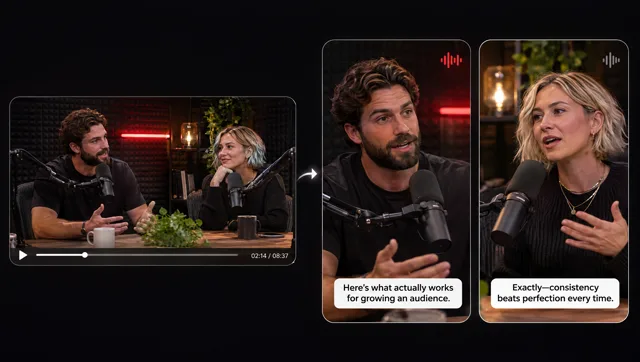 02:14 / 08:37
Here's what actually works
for growing an audience.
Exactly—consistency
beats perfection every time.